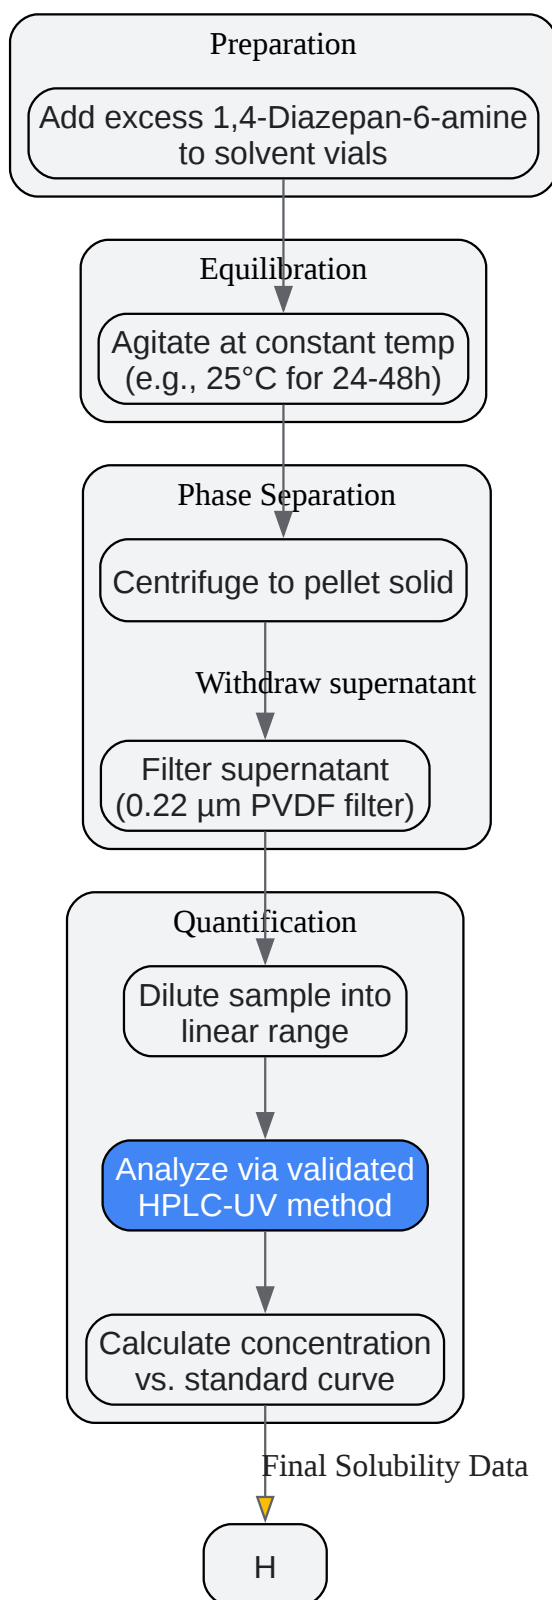 Preparation
Add excess 1,4-Diazepan-6-amine
to solvent vials
Equilibration
Agitate at constant temp
(e.g., 25°C for 24-48h)
Phase Separation
Centrifuge to pellet solid
Withdraw supernatant
Filter supernatant
(0.22 µm PVDF filter)
Quantification
Dilute sample into
linear range
Analyze via validated
HPLC-UV method
Calculate concentration
vs. standard curve
Final Solubility Data
H